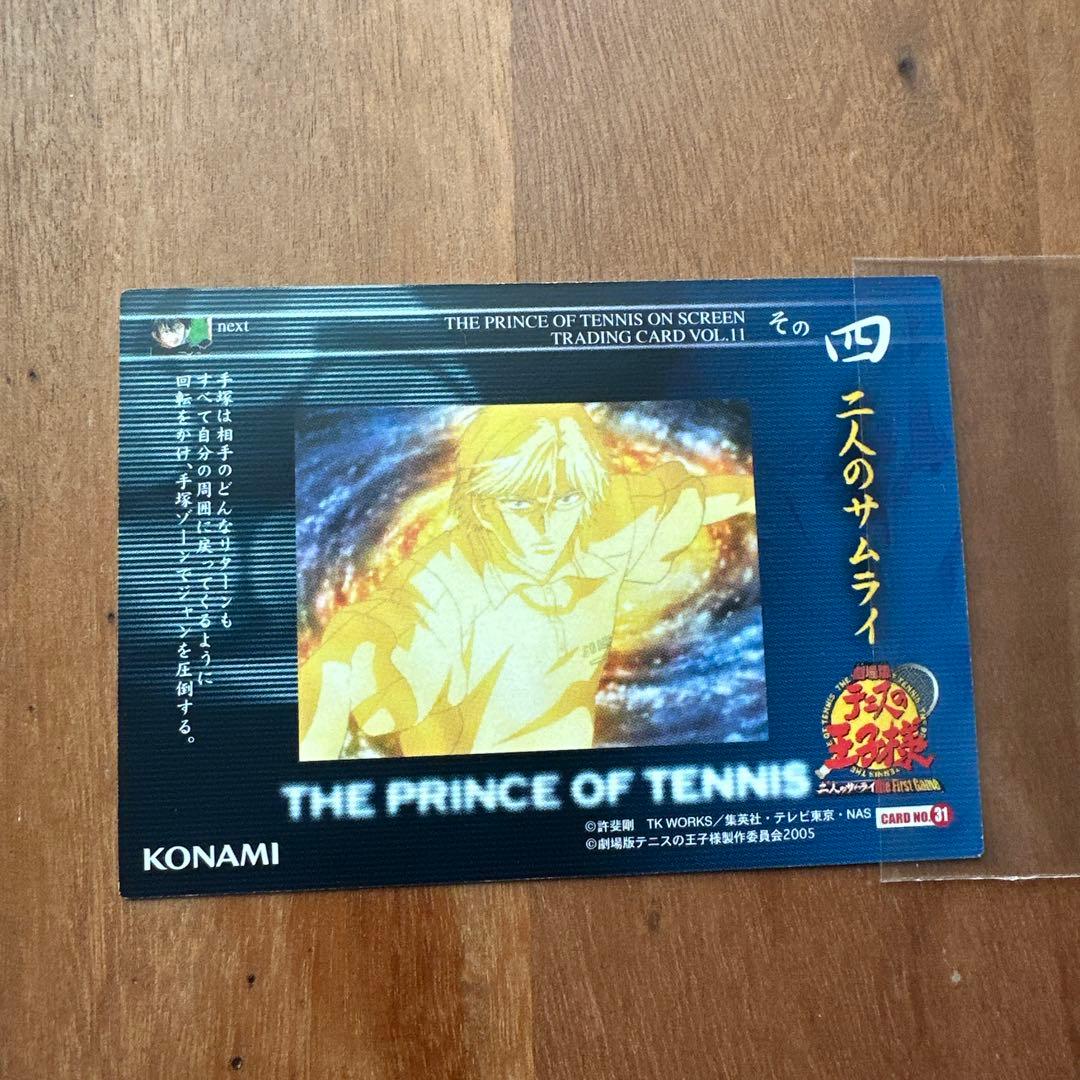 next
THE PRINCE OF TENNIS ON SCREEN
TRADING CARD VOL.11
その四
二人のサムライ
手塚は相手のどんなリターンも
すべて自分の周囲に戻ってくるように
回転をかけ、手塚ゾーンでジャンを圧倒する。
劇場版
テニスの
王子様
二人のサムライ The First Game
THE PRINCE OF TENNIS
©許斐剛 TK WORKS/集英社・テレビ東京・NAS
©劇場版テニスの王子様製作委員会2005
CARD NO.31
KONAMI